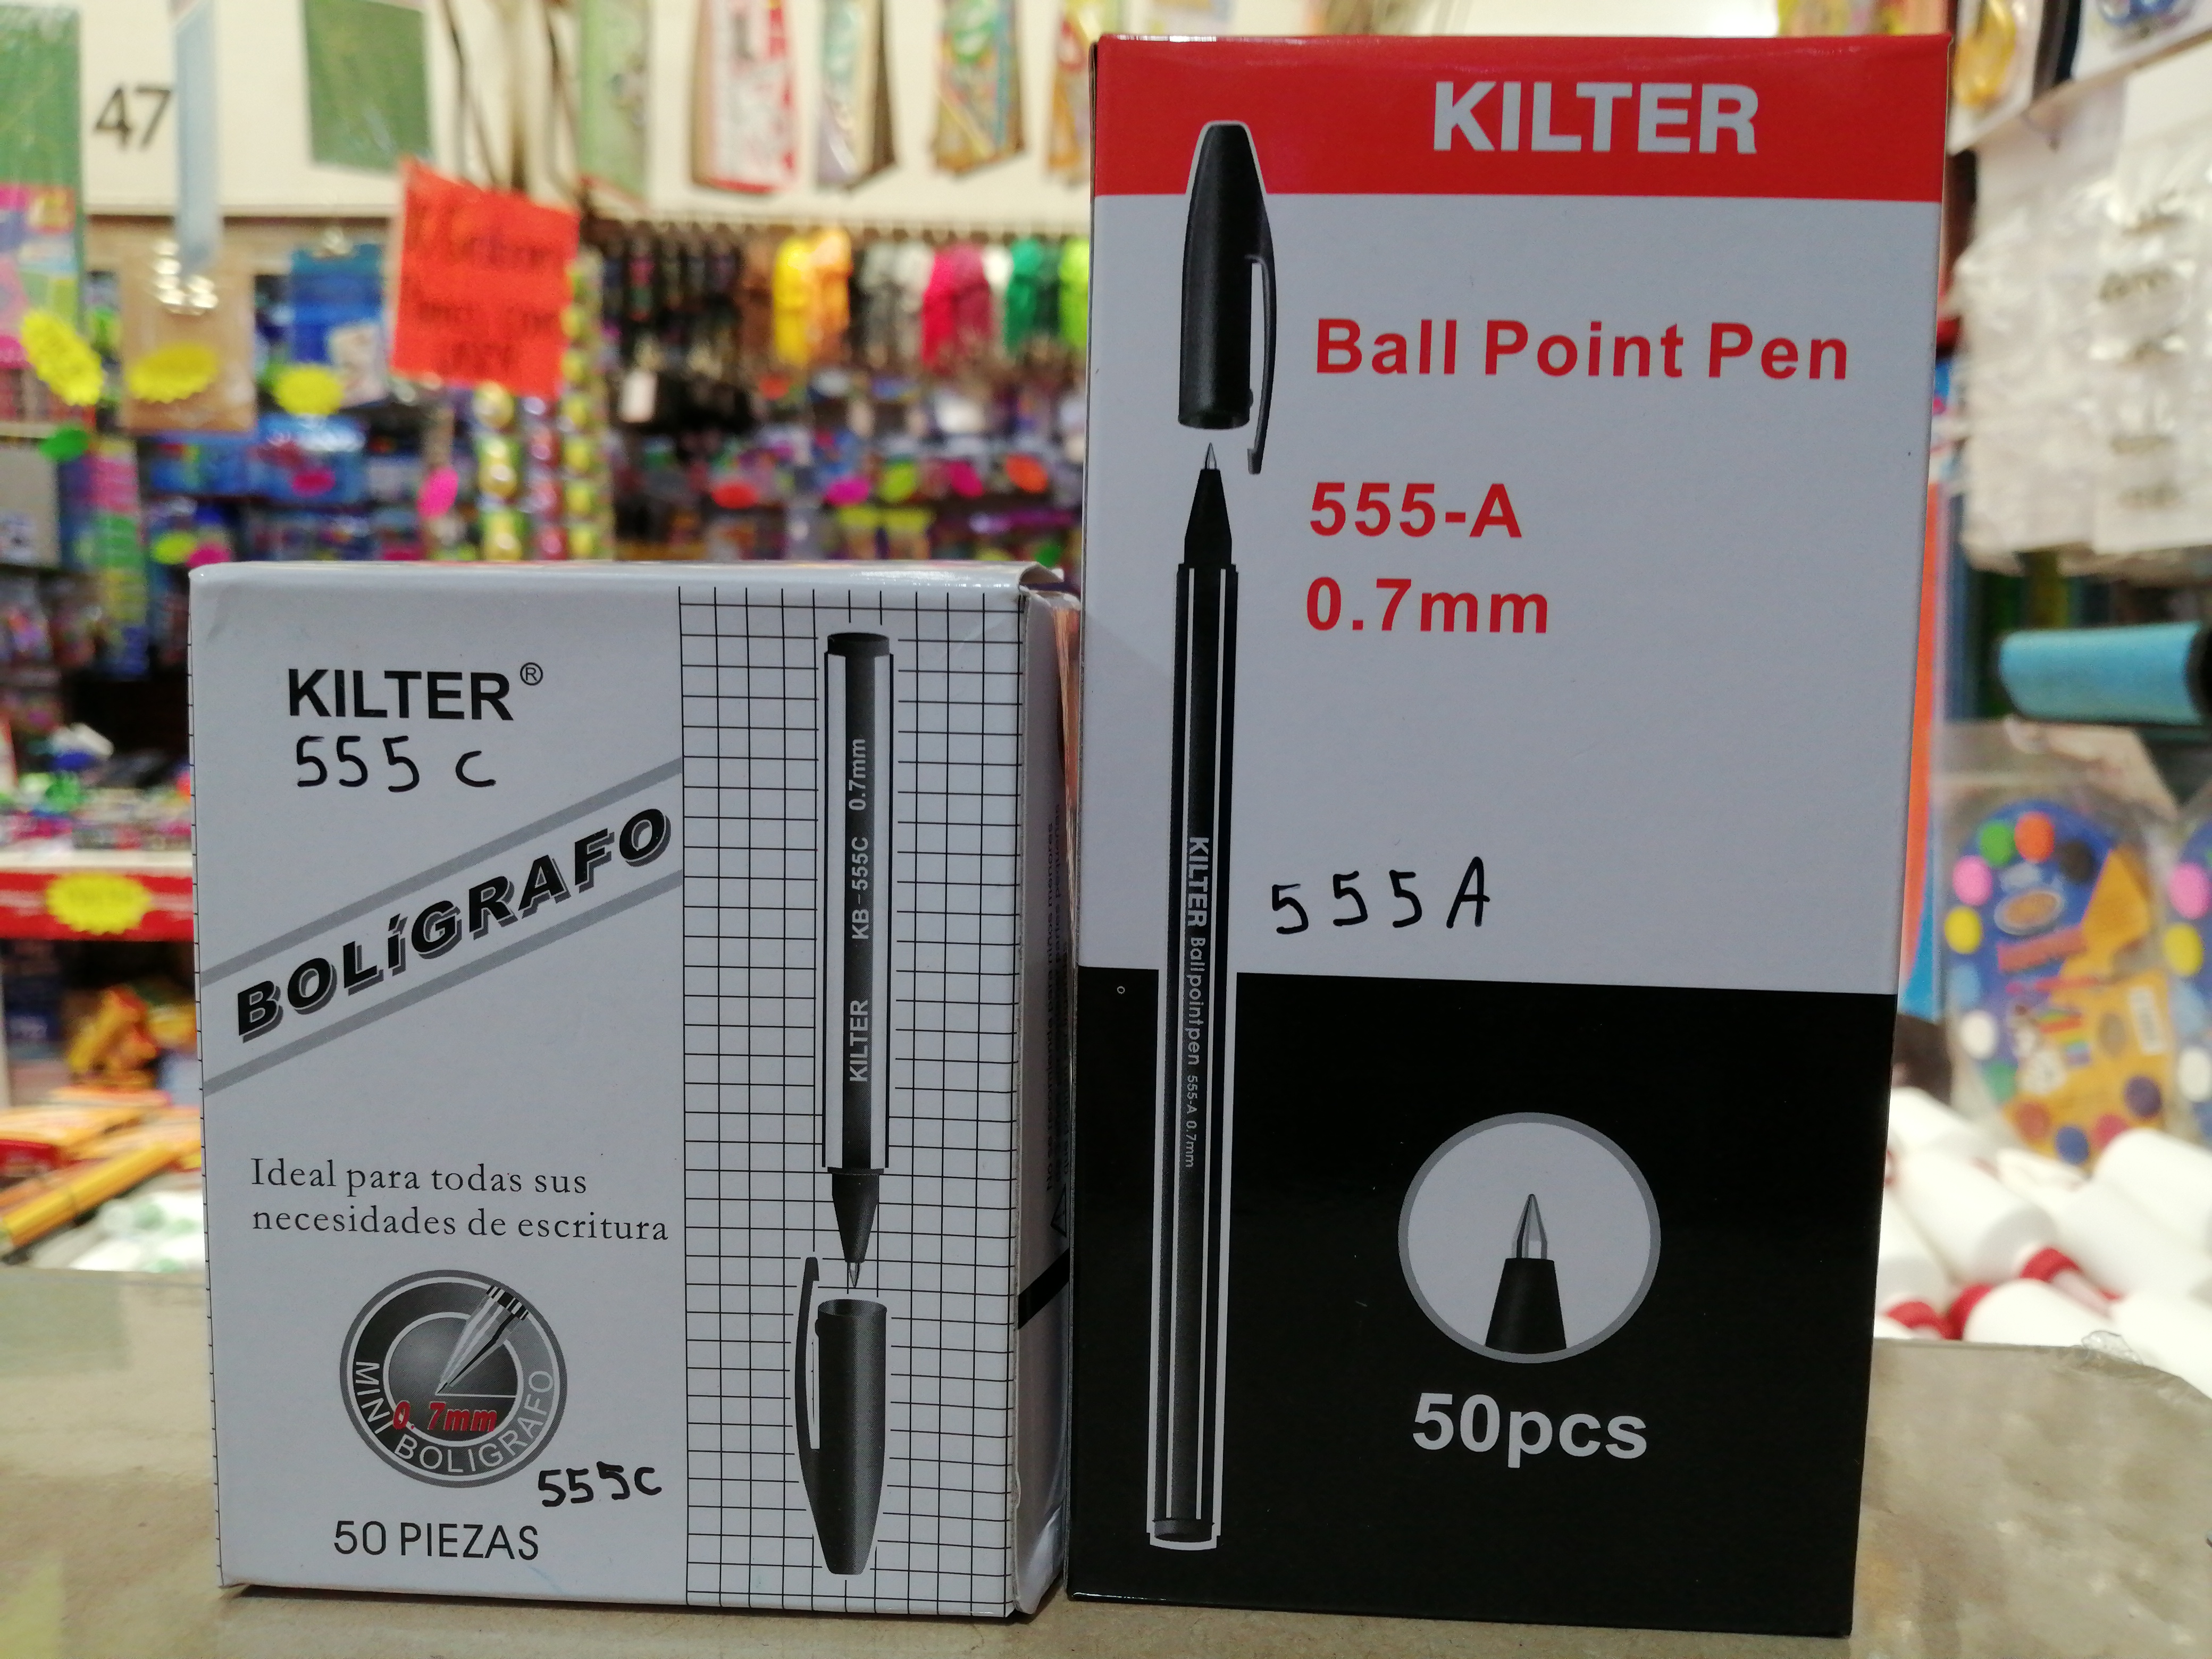 47
KILTER®
555 C
BOLÍGRAFO
Ideal para todas sus
necesidades de escritura
MINI BOLIGRAFO
0.7mm
555C
50 PIEZAS
KILTER KB-555C 0.7mm
KILTER
Ball Point Pen
555-A
0.7mm
555A
KILTER Ballpointpen 555-A 0.7mm
50pcs